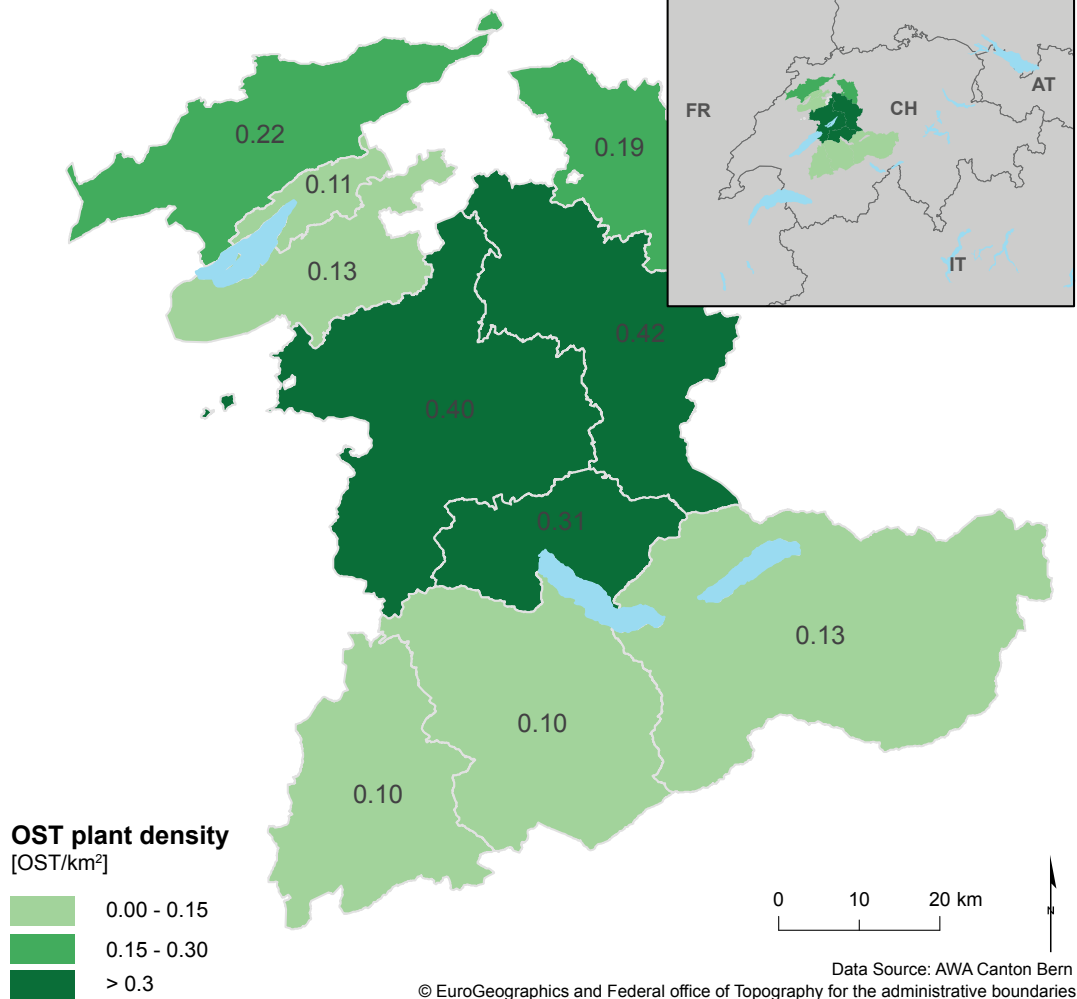 FR
CH
AT
IT
0.22
0.19
0.11
0.13
0.42
0.40
0.31
0.13
0.10
0.10
OST plant density
[OST/km²]
0.00 - 0.15
0.15 - 0.30
> 0.3
0 10 20 km
N
Data Source: AWA Canton Bern
© EuroGeographics and Federal office of Topography for the administrative boundaries